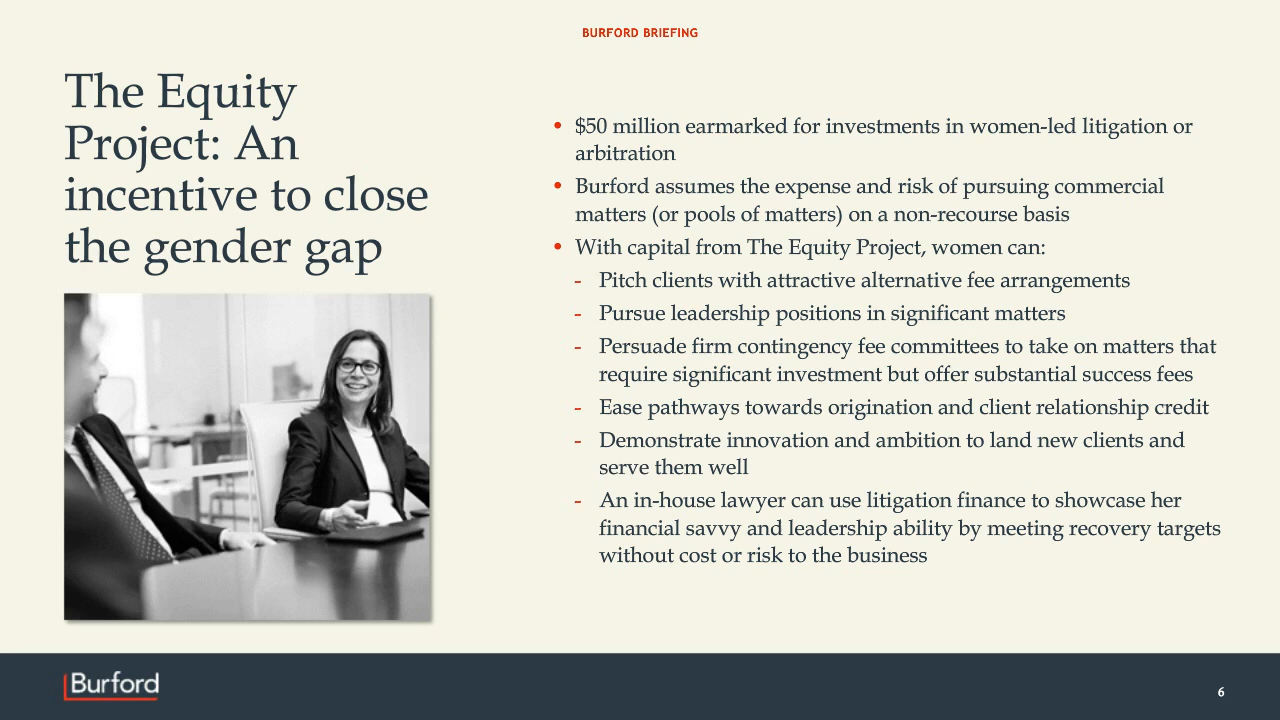 BURFORD BRIEFING
The Equity
Project: An
incentive to close
the gender gap
• $50 million earmarked for investments in women-led litigation or
arbitration
• Burford assumes the expense and risk of pursuing commercial
matters (or pools of matters) on a non-recourse basis
• With capital from The Equity Project, women can:
- Pitch clients with attractive alternative fee arrangements
- Pursue leadership positions in significant matters
- Persuade firm contingency fee committees to take on matters that
require significant investment but offer substantial success fees
- Ease pathways towards origination and client relationship credit
- Demonstrate innovation and ambition to land new clients and
serve them well
- An in-house lawyer can use litigation finance to showcase her
financial savvy and leadership ability by meeting recovery targets
without cost or risk to the business
Burford
6